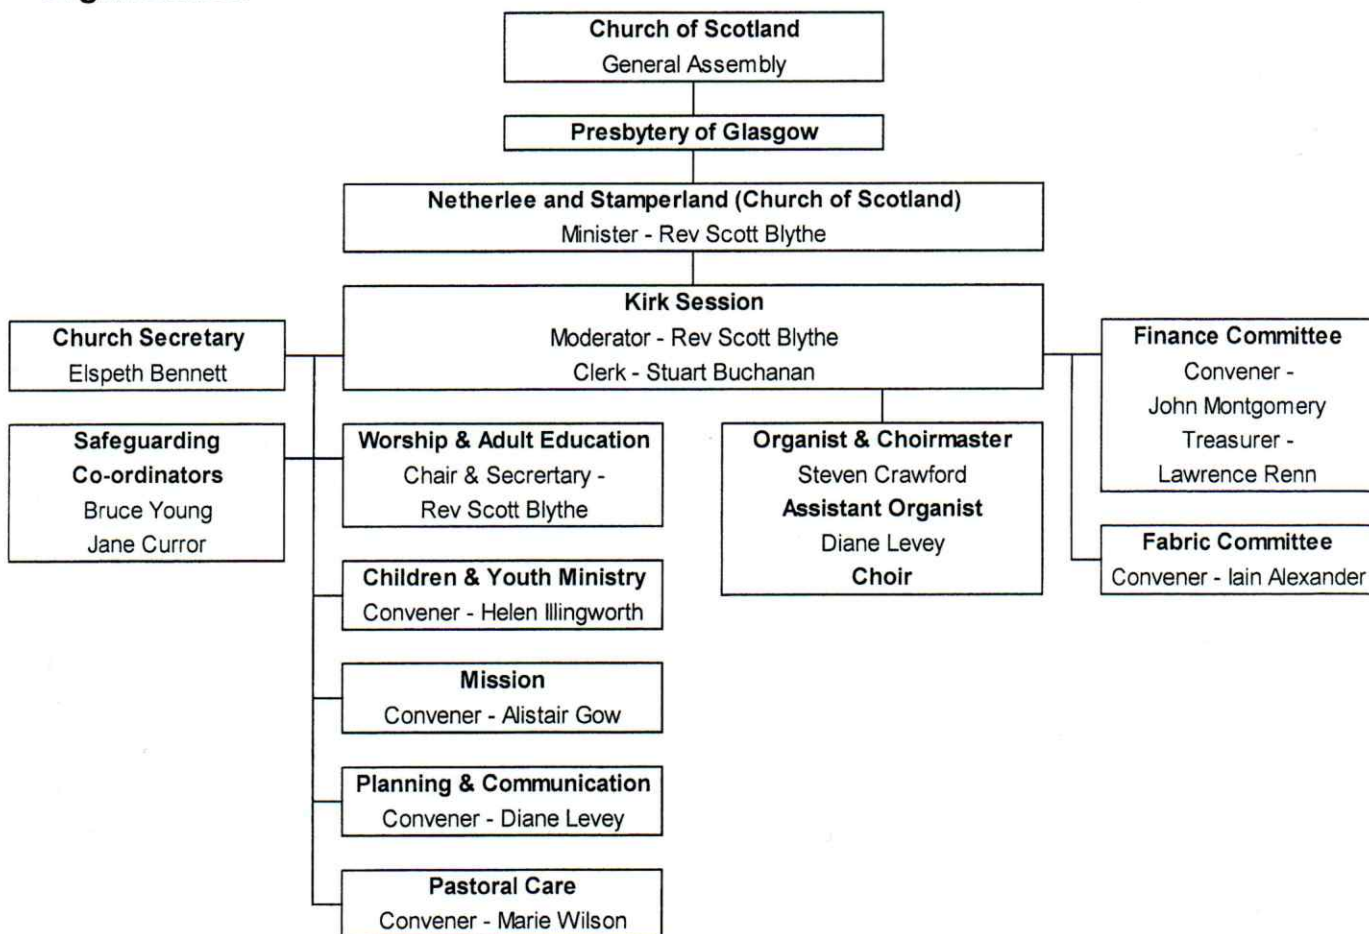 Church of Scotland
General Assembly
Presbytery of Glasgow
Netherlee and Stamperland (Church of Scotland)
Minister - Rev Scott Blythe
Kirk Session
Moderator - Rev Scott Blythe
Clerk - Stuart Buchanan
Church Secretary
Elspeth Bennett
Safeguarding
Co-ordinators
Bruce Young
Jane Curror
Worship & Adult Education
Chair & Secrertary -
Rev Scott Blythe
Children & Youth Ministry
Convener - Helen Illingworth
Mission
Convener - Alistair Gow
Planning & Communication
Convener - Diane Levey
Pastoral Care
Convener - Marie Wilson
Organist & Choirmaster
Steven Crawford
Assistant Organist
Diane Levey
Choir
Finance Committee
Convener -
John Montgomery
Treasurer -
Lawrence Renn
Fabric Committee
Convener - Iain Alexander